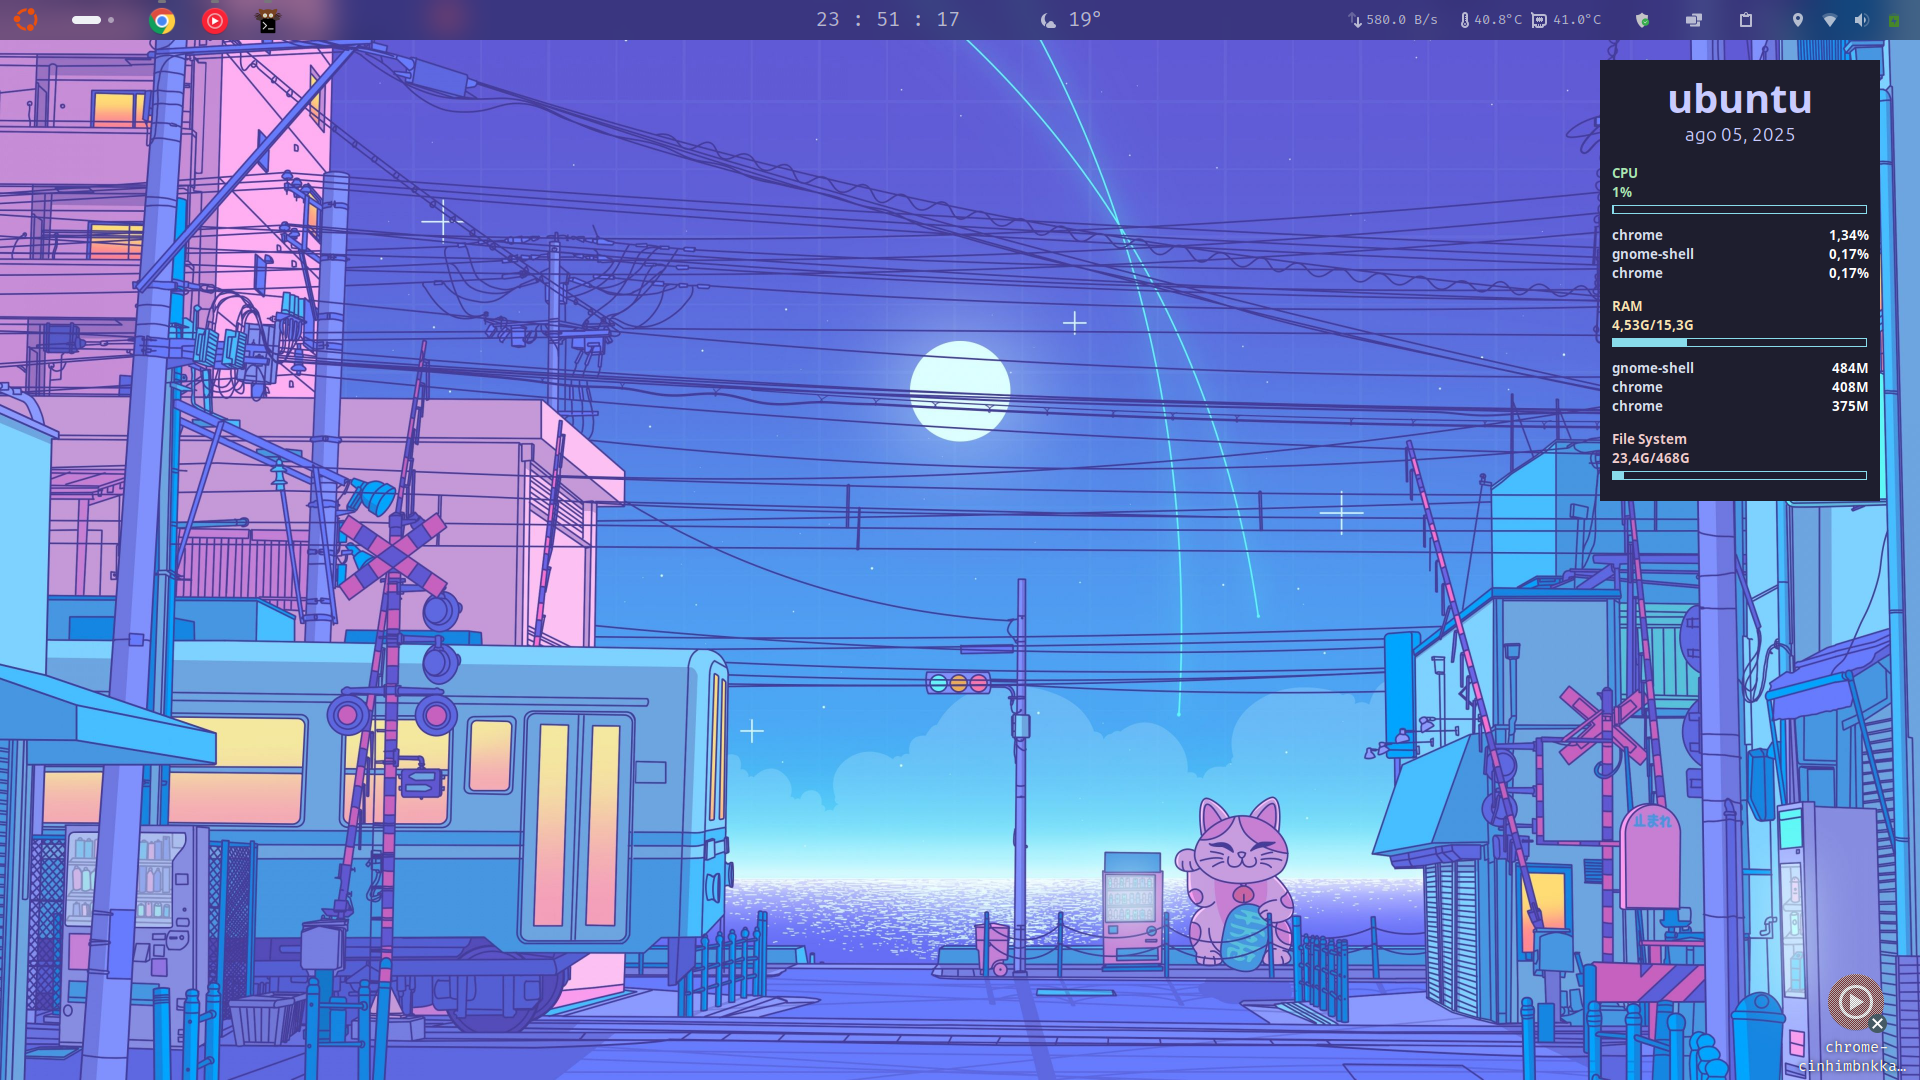 23 : 51 : 17
19°
580.0 B/s
40.8°C
41.0°C
ubuntu
ago 05, 2025
CPU
1%
chrome 1,34%
gnome-shell 0,17%
chrome 0,17%
RAM
4,53G/15,3G
gnome-shell 484M
chrome 408M
chrome 375M
File System
23,4G/468G
止まれ
chrome-
cinhimbnkka…